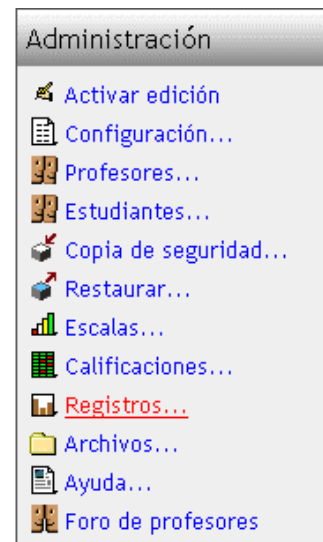 Administración
Activar edición
Configuración...
Profesores...
Estudiantes...
Copia de seguridad...
Restaurar...
Escalas...
Calificaciones...
Registros...
Archivos...
Ayuda...
Foro de profesores